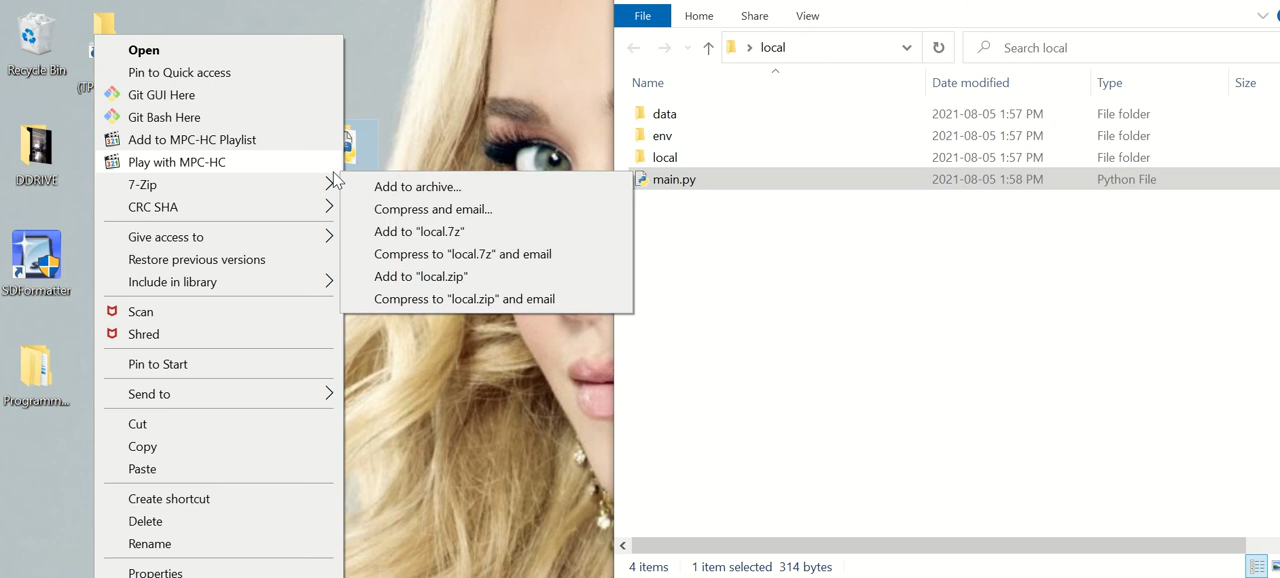 Recycle Bin
(TP
DDRIVE
SDFormatter
Programm...
Open
Pin to Quick access
Git GUI Here
Git Bash Here
Add to MPC-HC Playlist
Play with MPC-HC
7-Zip
CRC SHA
Give access to
Restore previous versions
Include in library
Scan
Shred
Pin to Start
Send to
Cut
Copy
Paste
Create shortcut
Delete
Rename
Properties
Add to archive...
Compress and email...
Add to "local.7z"
Compress to "local.7z" and email
Add to "local.zip"
Compress to "local.zip" and email
File Home Share View
local
Search local
Name Date modified Type Size
data 2021-08-05 1:57 PM File folder
env 2021-08-05 1:57 PM File folder
local 2021-08-05 1:57 PM File folder
main.py 2021-08-05 1:58 PM Python File
4 items 1 item selected 314 bytes